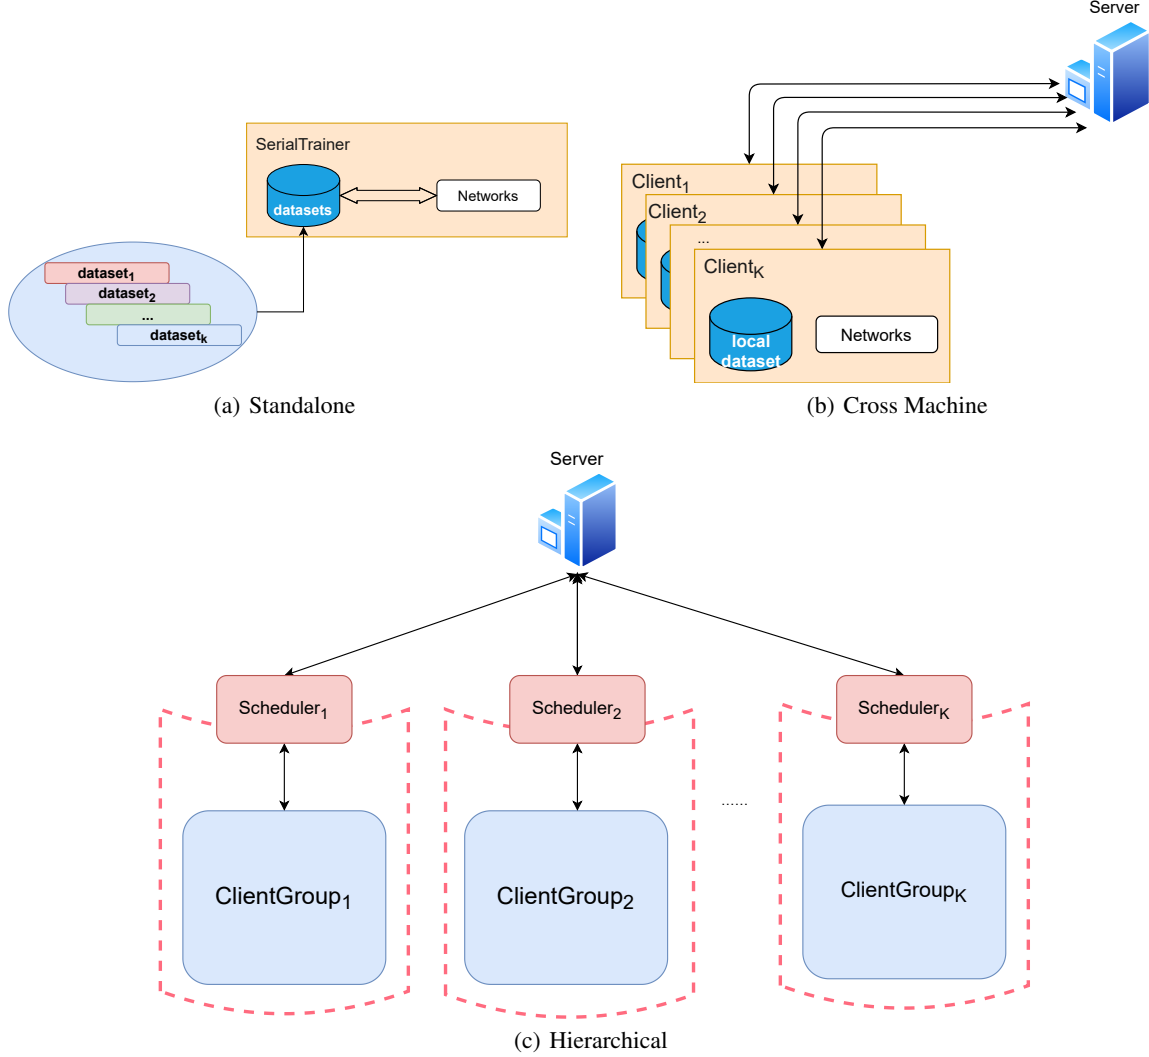 SerialTrainer
datasets
Networks
dataset1
dataset2
...
datasetk
(a) Standalone
Server
Client1
Client2
...
ClientK
local
dataset
Networks
(b) Cross Machine
Server
Scheduler1
Scheduler2
SchedulerK
......
ClientGroup1
ClientGroup2
ClientGroupK
(c) Hierarchical